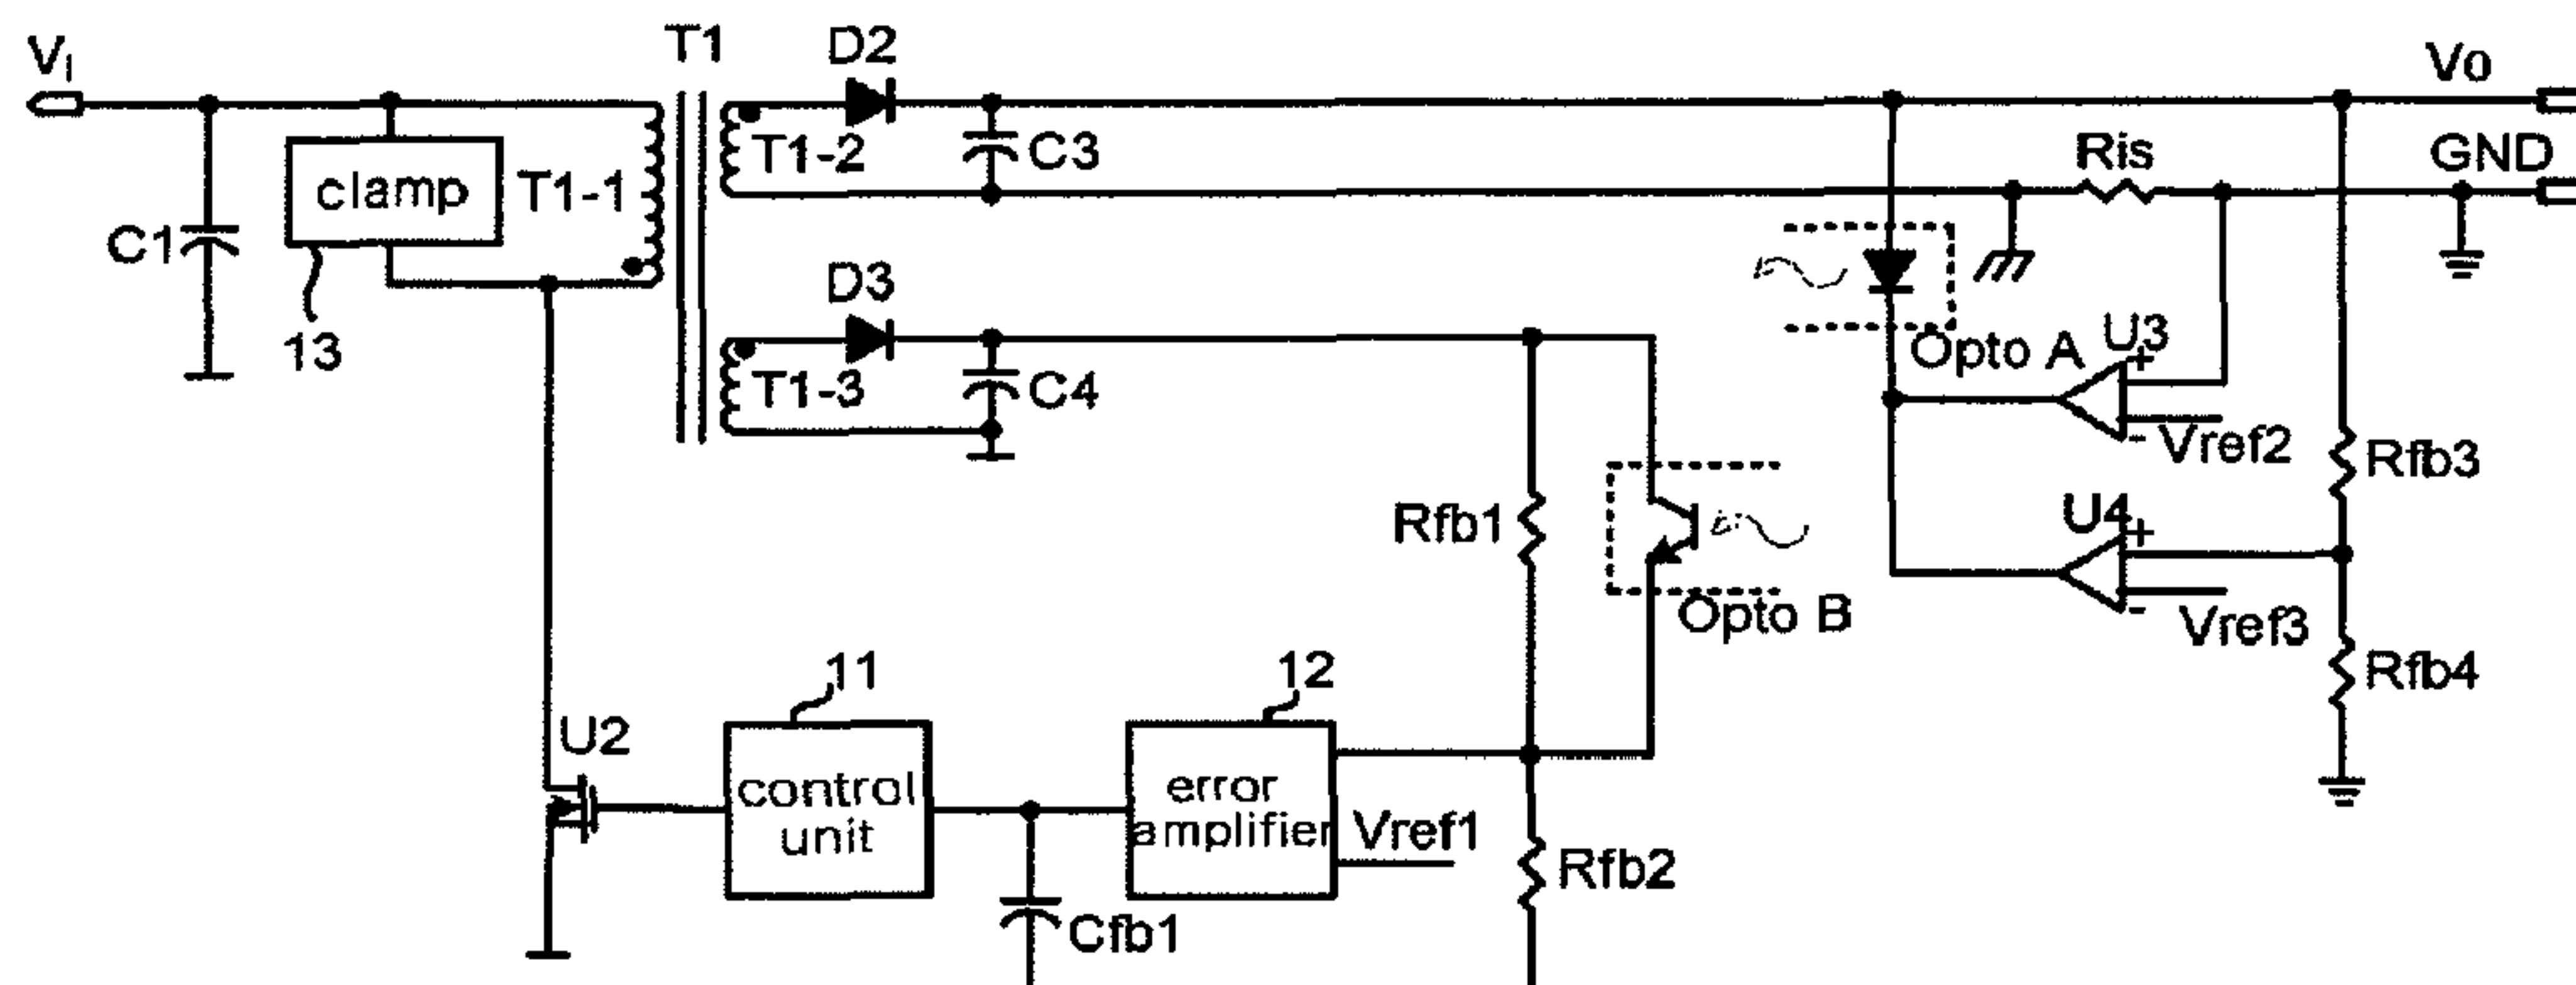 VI
T1
D2
Vo
clamp
T1-1
T1-2
C3
Ris
GND
C1
13
D3
Opto A
U3
+
-
Vref2
T1-3
C4
Rfb3
Rfb1
U4
+
-
Vref3
Opto B
Rfb4
11
12
U2
control
unit
error
amplifier
Vref1
Rfb2
Cfb1